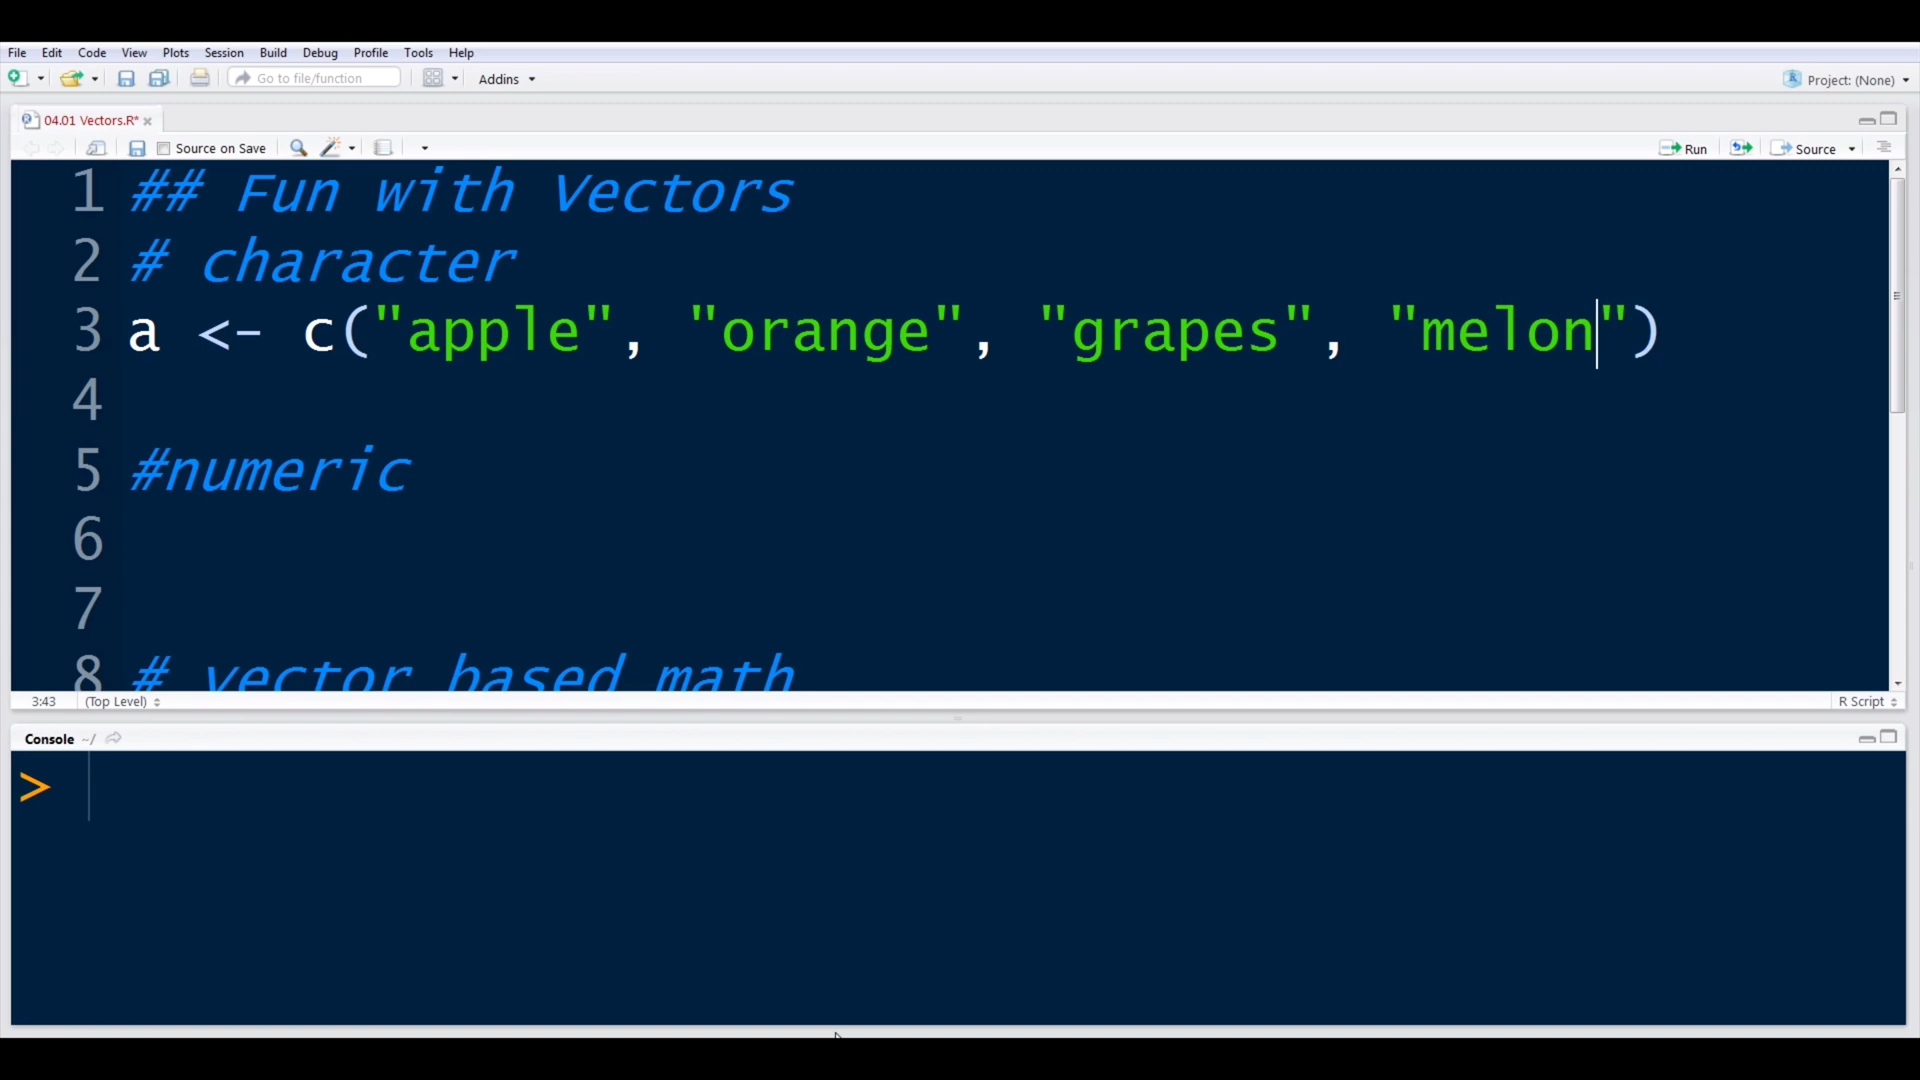 File Edit Code View Plots Session Build Debug Profile Tools Help
Go to file/function Addins Project: (None)
04.01 Vectors.R*
Source on Save Run Source
1 ## Fun with Vectors
2 # character
3 a <- c("apple", "orange", "grapes", "melon")
4
5 #numeric
6
7
8 # vector based math
3:43 (Top Level) R Script
Console ~/
>